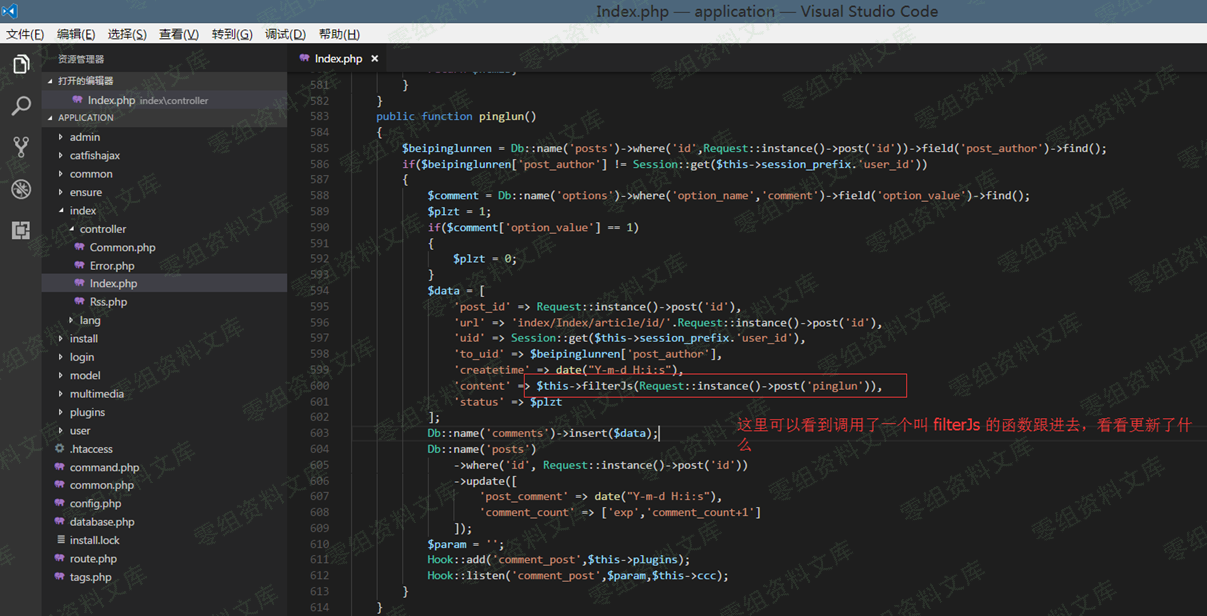 Index.php — application — Visual Studio Code
文件(F) 编辑(E) 选择(S) 查看(V) 转到(G) 调试(D) 帮助(H)
资源管理器
打开的编辑器
Index.php index\controller
APPLICATION
admin
catfishajax
common
ensure
index
controller
Common.php
Error.php
Index.php
Rss.php
lang
install
login
model
multimedia
plugins
user
.htaccess
command.php
common.php
config.php
database.php
install.lock
route.php
tags.php
Index.php ×
581 }
582 }
583 public function pinglun()
584 {
585 $beipinglunren = Db::name('posts')->where('id',Request::instance()->post('id'))->field('post_author')->find();
586 if($beipinglunren['post_author'] != Session::get($this->session_prefix.'user_id'))
587 {
588 $comment = Db::name('options')->where('option_name','comment')->field('option_value')->find();
589 $plzt = 1;
590 if($comment['option_value'] == 1)
591 {
592 $plzt = 0;
593 }
594 $data = [
595 'post_id' => Request::instance()->post('id'),
596 'url' => 'index/Index/article/id/'.Request::instance()->post('id'),
597 'uid' => Session::get($this->session_prefix.'user_id'),
598 'to_uid' => $beipinglunren['post_author'],
599 'createtime' => date("Y-m-d H:i:s"),
600 'content' => $this->filterJs(Request::instance()->post('pinglun')),
601 'status' => $plzt
602 ];
603 Db::name('comments')->insert($data);
604 Db::name('posts')
605 ->where('id', Request::instance()->post('id'))
606 ->update([
607 'post_comment' => date("Y-m-d H:i:s"),
608 'comment_count' => ['exp','comment_count+1']
609 ]);
610 $param = '';
611 Hook::add('comment_post',$this->plugins);
612 Hook::listen('comment_post',$param,$this->ccc);
613 }
614 }
这里可以看到调用了一个叫 filterJs 的函数跟进去，看看更新了什
么
零组资料文库